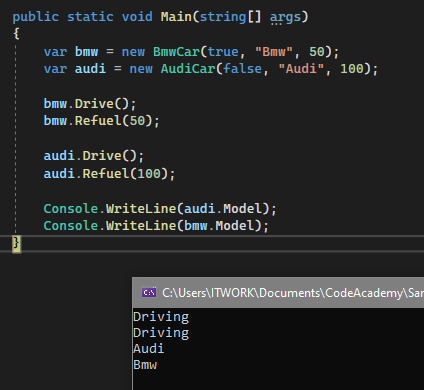 public static void Main(string[] args)
{
var bmw = new BmwCar(true, "Bmw", 50);
var audi = new AudiCar(false, "Audi", 100);
bmw.Drive();
bmw.Refuel(50);
audi.Drive();
audi.Refuel(100);
Console.WriteLine(audi.Model);
Console.WriteLine(bmw.Model);
}
C:\Users\ITWORK\Documents\CodeAcademy\Sar
Driving
Driving
Audi
Bmw